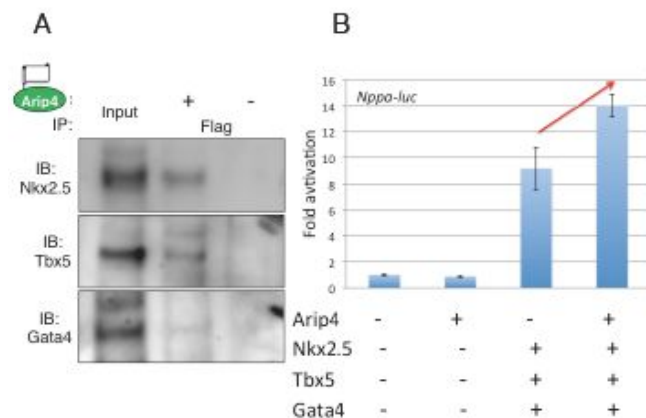 A
Arip4 : + -
IP: Input Flag
IB:
Nkx2.5
IB:
Tbx5
IB:
Gata4
B
Nppa-luc
Fold avtivation
16
14
12
10
8
6
4
2
0
Arip4 - + - +
Nkx2.5 - - + +
Tbx5 - - + +
Gata4 - - + +